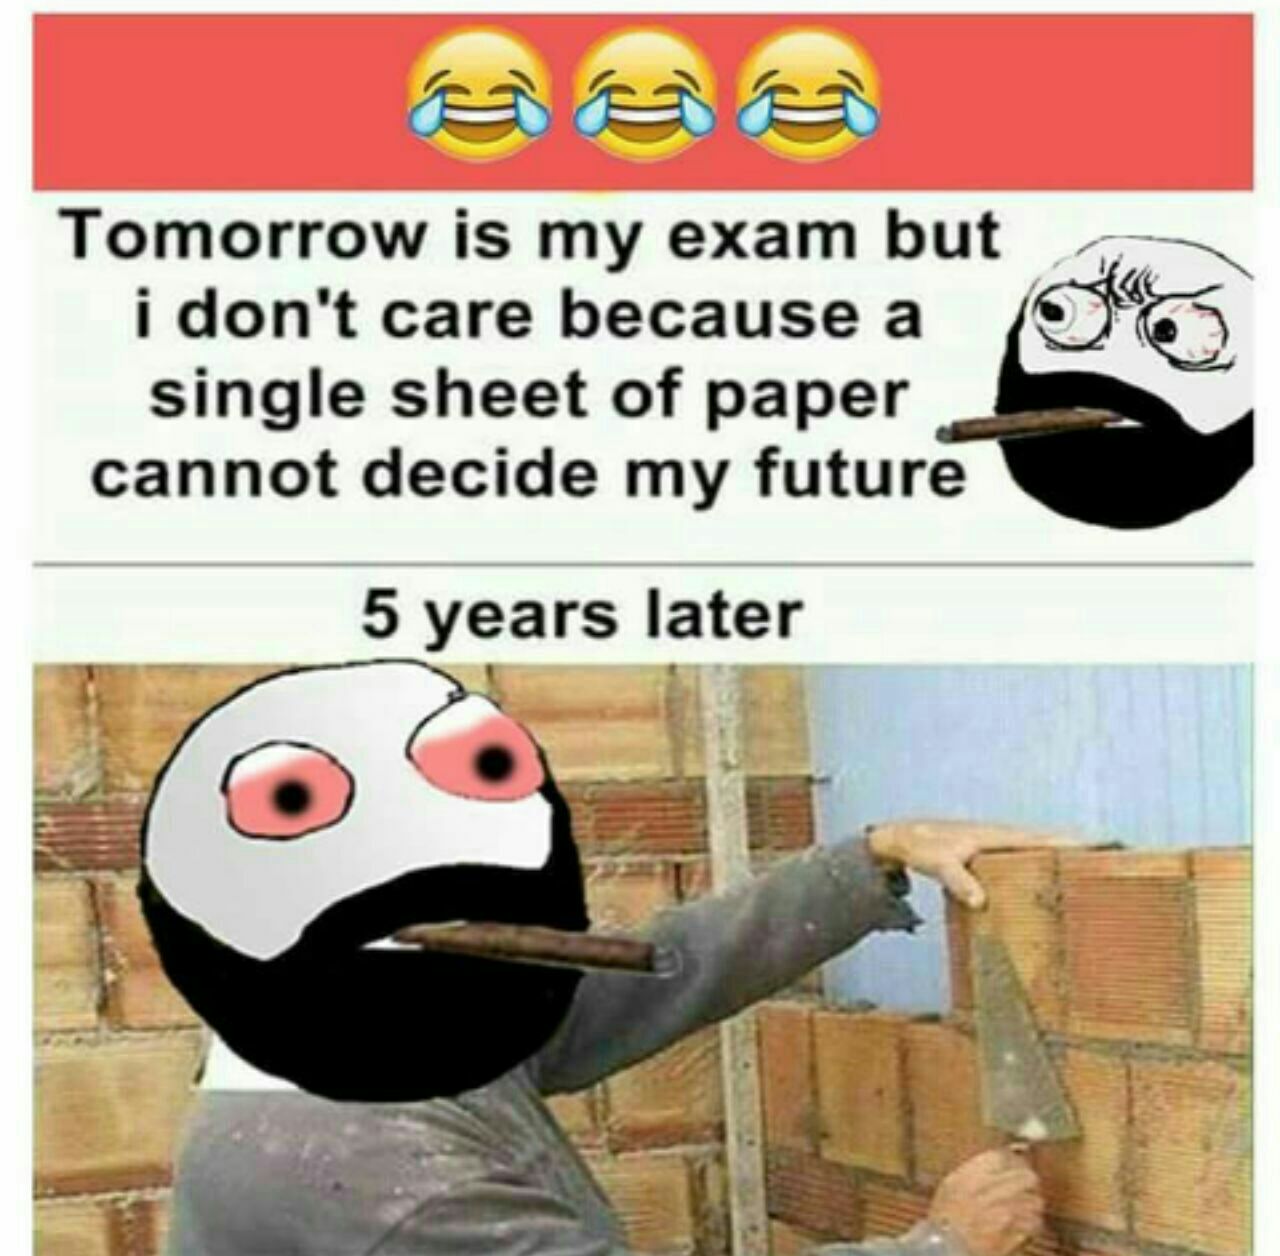 Tomorrow is my exam but
i don't care because a
single sheet of paper
cannot decide my future
5 years later